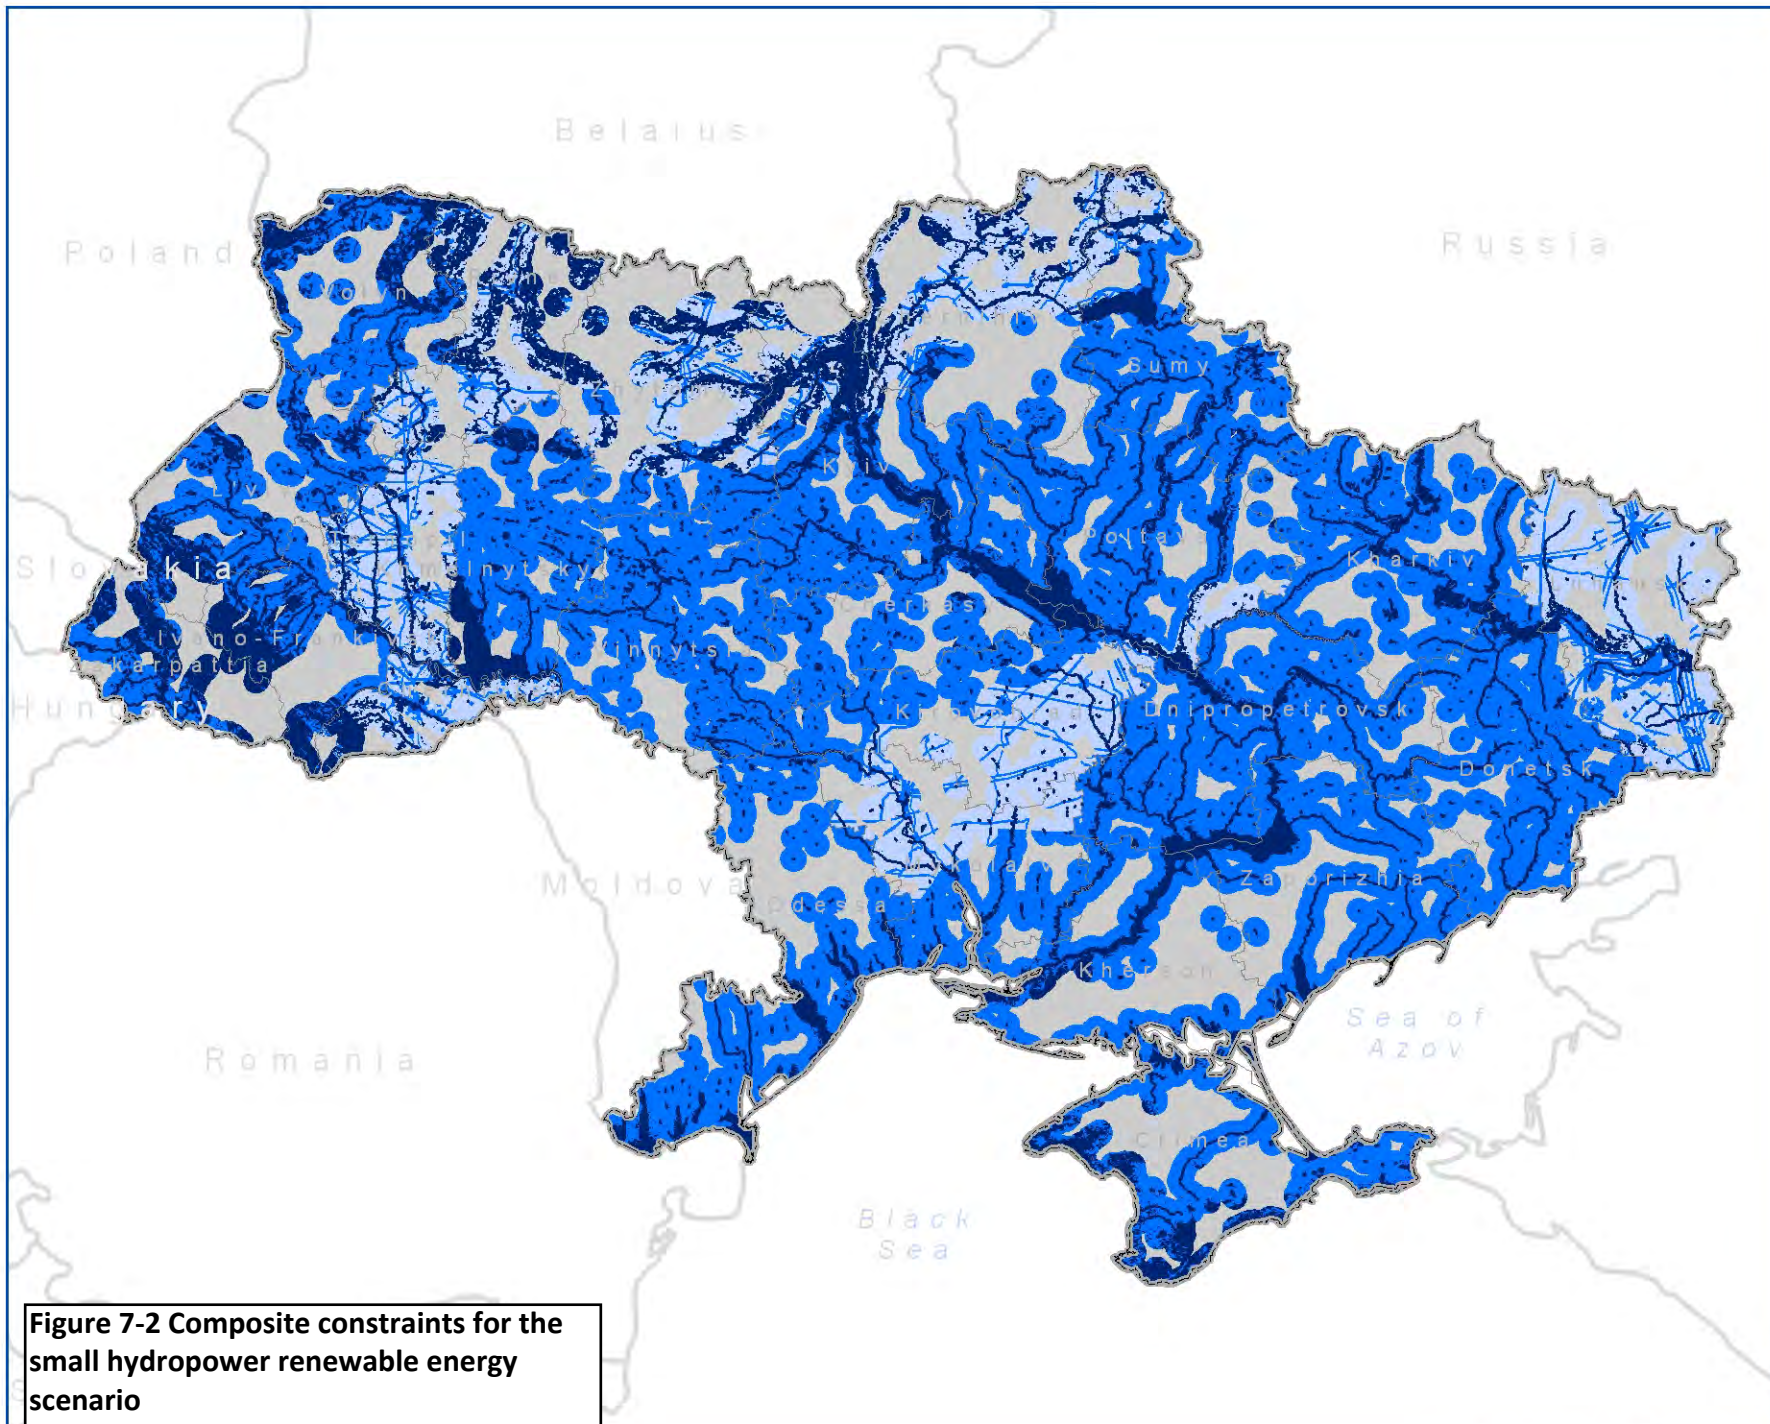 Belarus
Poland
Russia
Sumy
Kyiv
Poltava
Kharkiv
Slovakia
Cherkasy
Ivano-Frankivsk
Vinnytsia
Hungary
Dnipropetrovsk
Donetsk
Moldova
Zaporizhia
Odessa
Kherson
Sea of
Azov
Romania
Crimea
Black
Sea
Figure 7-2 Composite constraints for the
small hydropower renewable energy
scenario